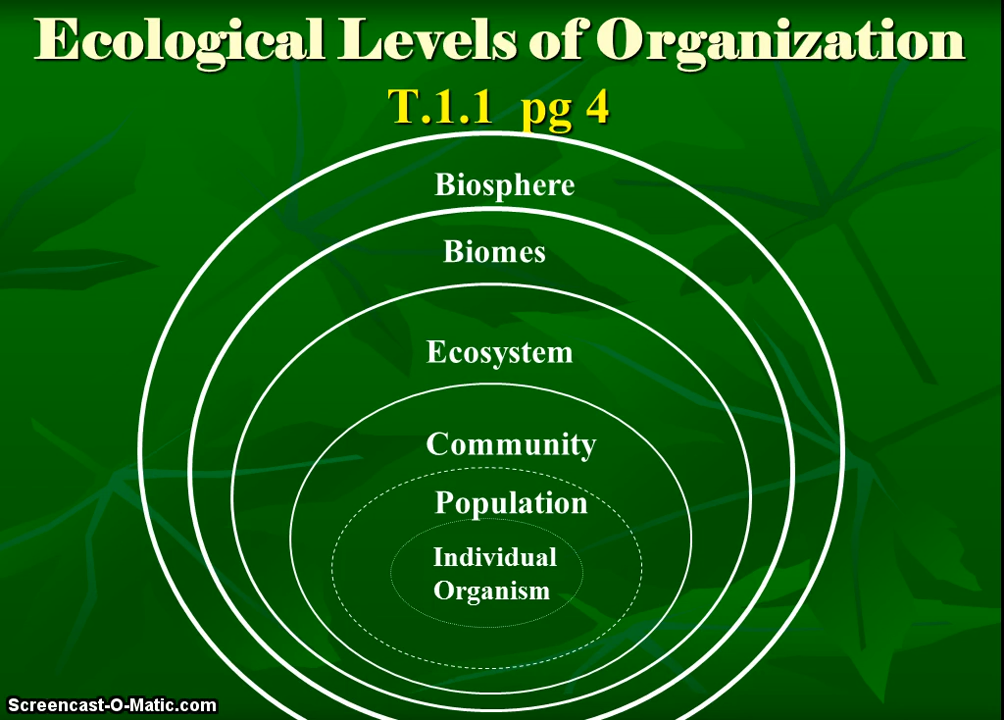 Ecological Levels of Organization
T.1.1 pg 4
Biosphere
Biomes
Ecosystem
Community
Population
Individual
Organism
Screencast-O-Matic.com